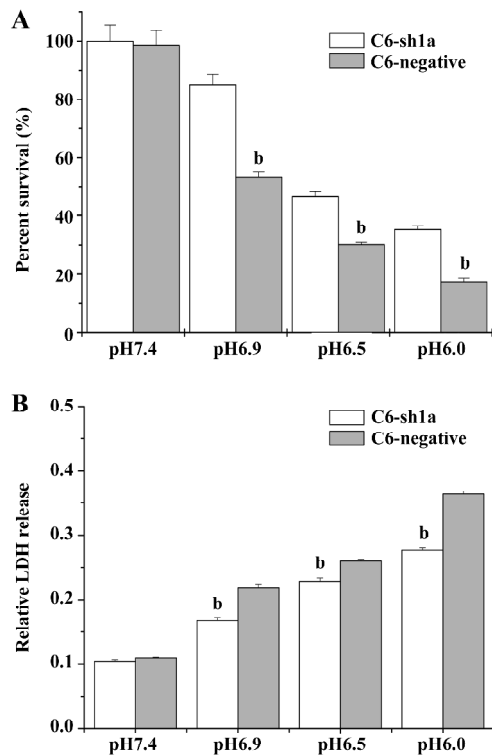 A
C6-sh1a
C6-negative
Percent survival (%)
100
80
60
40
20
0
b
b
b
pH7.4
pH6.9
pH6.5
pH6.0
B
C6-sh1a
C6-negative
Relative LDH release
0.5
0.4
0.3
0.2
0.1
0.0
b
b
b
pH7.4
pH6.9
pH6.5
pH6.0